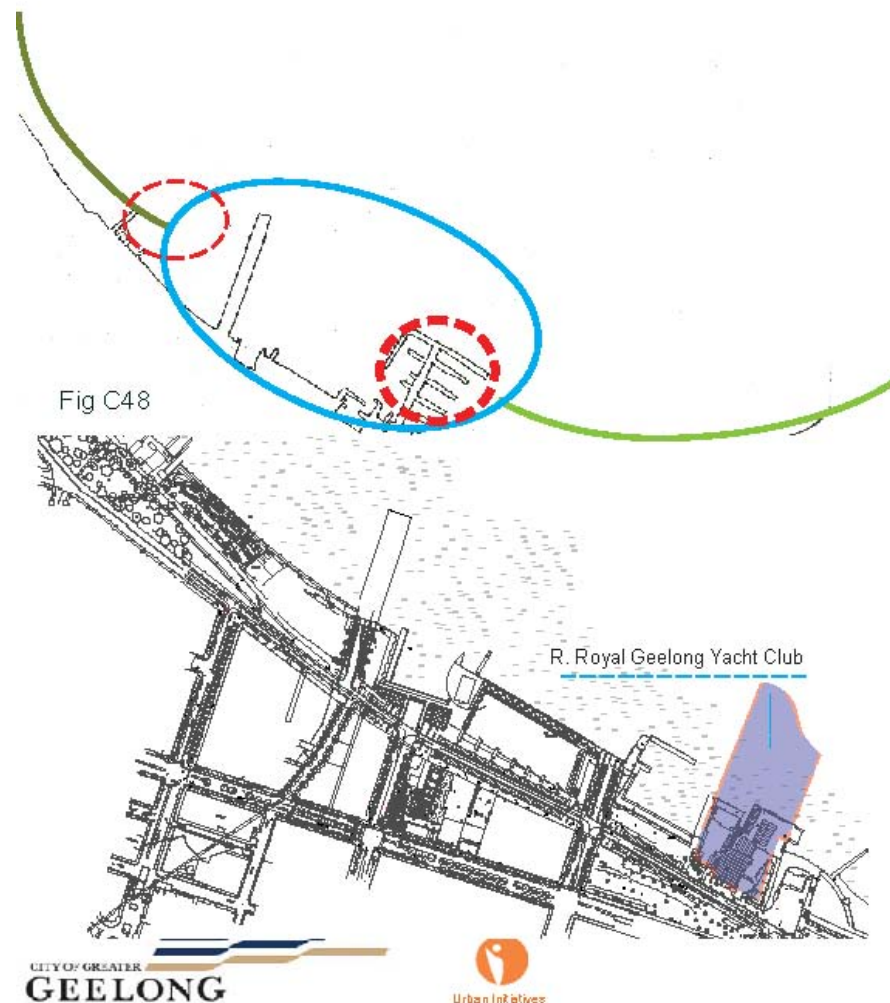 Fig C48
R. Royal Geelong Yacht Club
CITY OF GREATER
GEELONG
Urban Initiatives